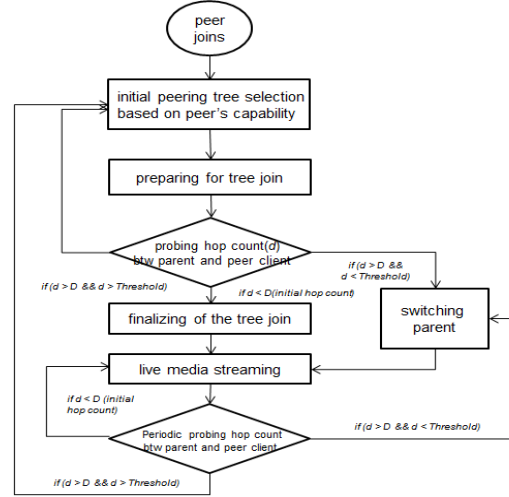 peer
joins
initial peering tree selection
based on peer's capability
preparing for tree join
probing hop count(d)
btw parent and peer client
if (d > D &&
d < Threshold)
if (d > D && d > Threshold)
if d < D(initial hop count)
finalizing of the tree join
switching
parent
live media streaming
if d < D (initial
hop count)
Periodic probing hop count
btw parent and peer client
if (d > D && d < Threshold)
if (d > D && d > Threshold)